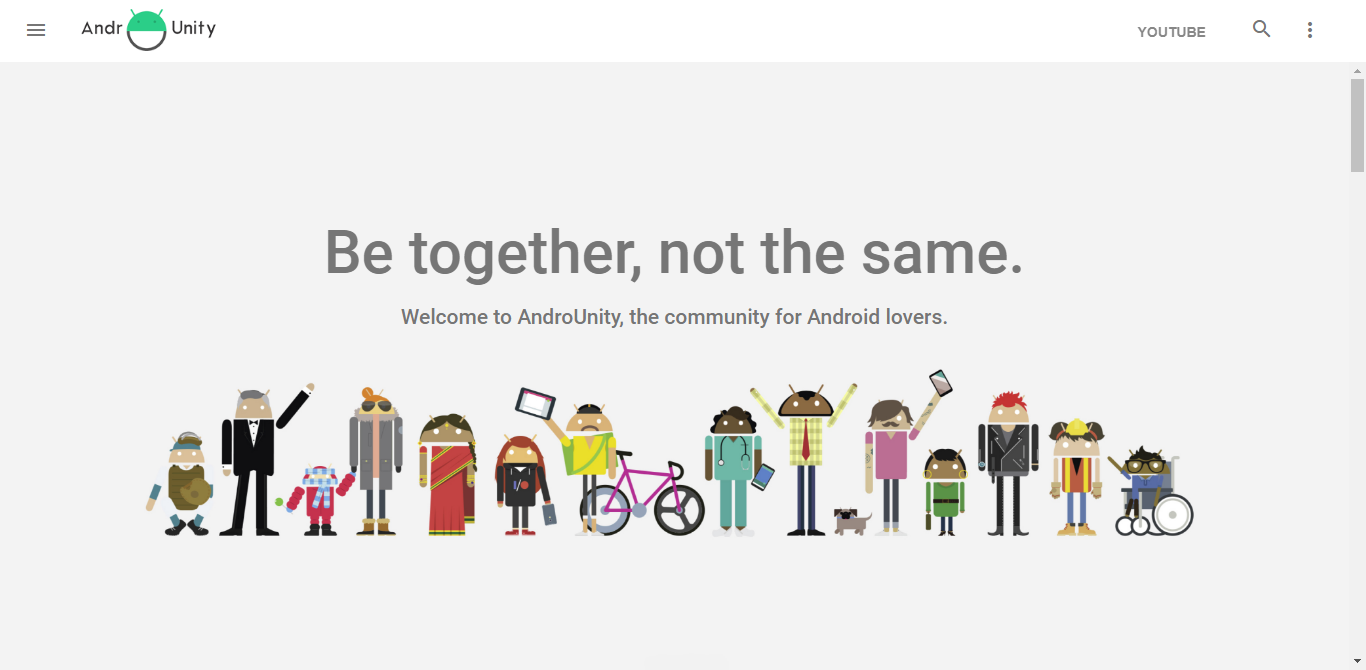 Andr Unity
YOUTUBE
Be together, not the same.
Welcome to AndroUnity, the community for Android lovers.